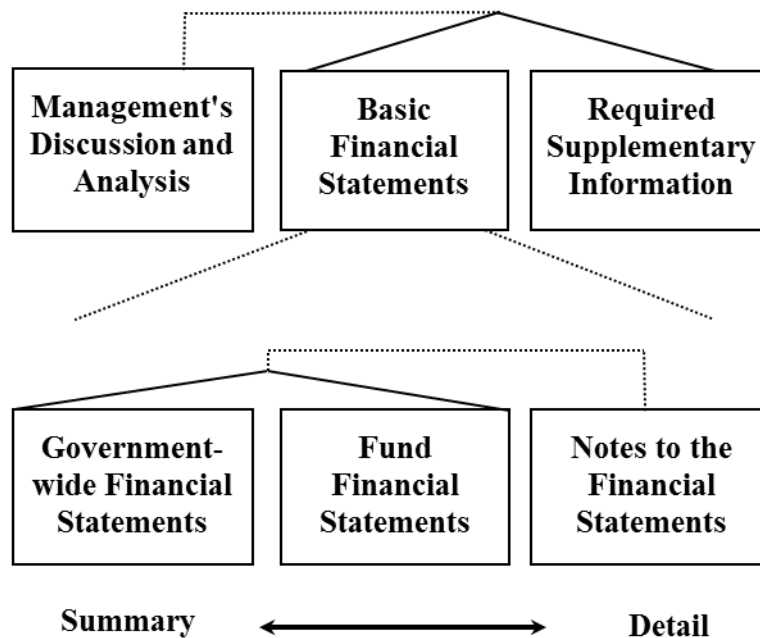 Management's
Discussion and
Analysis
Basic
Financial
Statements
Required
Supplementary
Information
Government-
wide Financial
Statements
Fund
Financial
Statements
Notes to the
Financial
Statements
Summary
Detail